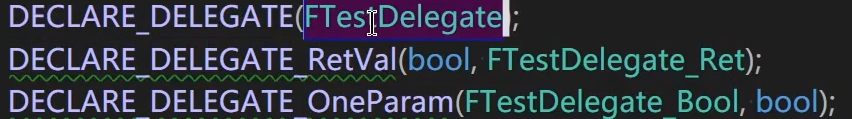 DECLARE_DELEGATE(FTestDelegate);
DECLARE_DELEGATE_RetVal(bool, FTestDelegate_Ret);
DECLARE_DELEGATE_OneParam(FTestDelegate_Bool, bool);